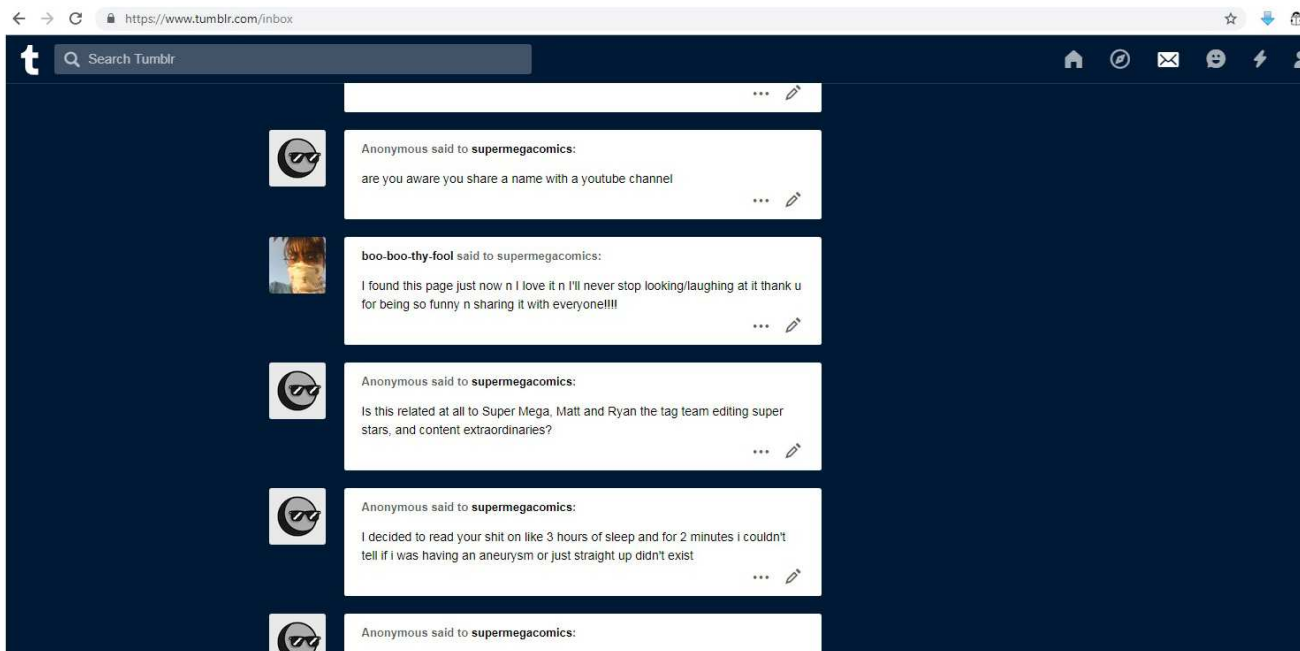 https://www.tumblr.com/inbox
t
Search Tumblr
Anonymous said to supermegacomics:
are you aware you share a name with a youtube channel
boo-boo-thy-fool said to supermegacomics:
I found this page just now n I love it n I'll never stop looking/laughing at it thank u
for being so funny n sharing it with everyone!!!!
Anonymous said to supermegacomics:
Is this related at all to Super Mega, Matt and Ryan the tag team editing super
stars, and content extraordinaries?
Anonymous said to supermegacomics:
I decided to read your shit on like 3 hours of sleep and for 2 minutes i couldn't
tell if i was having an aneurysm or just straight up didn't exist
Anonymous said to supermegacomics: